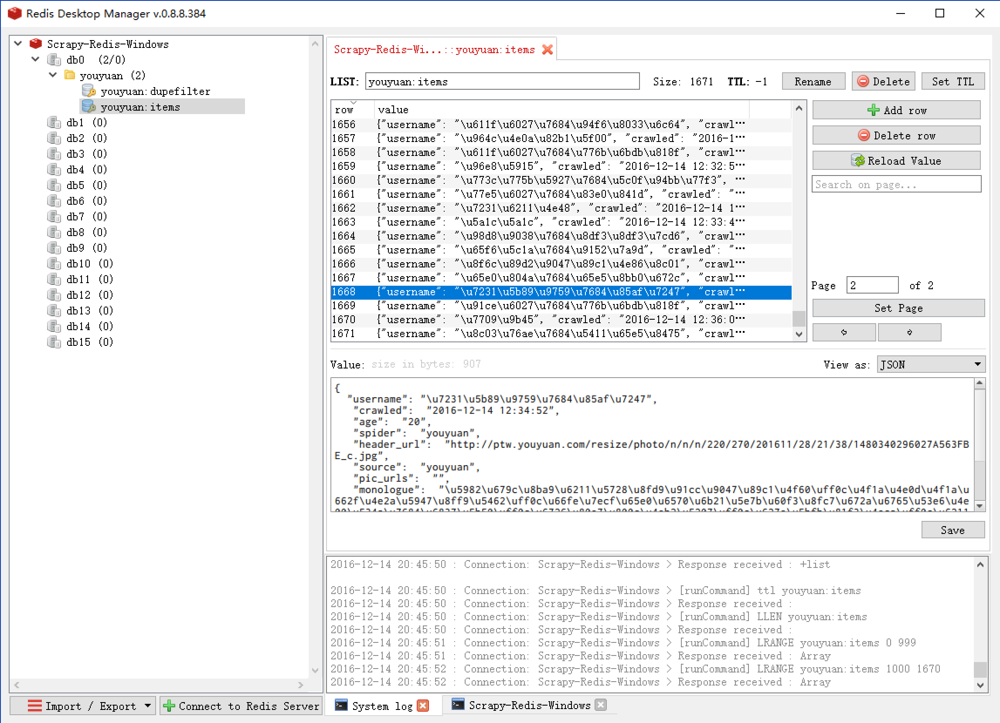 Redis Desktop Manager v.0.8.8.384
Scrapy-Redis-Windows
db0 (2/0)
youyuan (2)
youyuan:dupefilter
youyuan:items
db1 (0)
db2 (0)
db3 (0)
db4 (0)
db5 (0)
db6 (0)
db7 (0)
db8 (0)
db9 (0)
db10 (0)
db11 (0)
db12 (0)
db13 (0)
db14 (0)
db15 (0)
Import / Export
Connect to Redis Server
Scrapy-Redis-Wi...::youyuan:items
LIST: youyuan:items Size: 1671 TTL: -1 Rename Delete Set TTL
row value
1656 {"username": "\u611f\u6027\u7684\u94f6\u8033\u6c64", "crawl…
1657 {"username": "\u964c\u4e0a\u82b1\u5f00", "crawled": "2016-1…
1658 {"username": "\u611f\u6027\u7684\u776b\u6bdb\u818f", "crawl…
1659 {"username": "\u96e8\u5915", "crawled": "2016-12-14 12:32:5…
1660 {"username": "\u773c\u775b\u5927\u7684\u5c0f\u94bb\u77f3", …
1661 {"username": "\u77e5\u6027\u7684\u83e0\u841d", "crawled": "…
1662 {"username": "\u7231\u6211\u4e48", "crawled": "2016-12-14 1…
1663 {"username": "\u5a1c\u5a1c", "crawled": "2016-12-14 12:33:4…
1664 {"username": "\u98d8\u9038\u7684\u8df3\u8df3\u7cd6", "crawl…
1665 {"username": "\u65f6\u5c1a\u7684\u9152\u7a9d", "crawled": "…
1666 {"username": "\u8f6c\u89d2\u9047\u89c1\u4e86\u8c01", "crawl…
1667 {"username": "\u65e0\u804a\u7684\u65e5\u8bb0\u672c", "crawl…
1668 {"username": "\u7231\u5b89\u9759\u7684\u85af\u7247", "crawl…
1669 {"username": "\u91ce\u6027\u7684\u776b\u6bdb\u818f", "crawl…
1670 {"username": "\u7709\u9b45", "crawled": "2016-12-14 12:36:0…
1671 {"username": "\u8c03\u76ae\u7684\u5411\u65e5\u8475", "crawl…
Add row
Delete row
Reload Value
Search on page...
Page 2 of 2
Set Page
Value: size in bytes: 907 View as: JSON
{
"username": "\u7231\u5b89\u9759\u7684\u85af\u7247",
"crawled": "2016-12-14 12:34:52",
"age": "20",
"spider": "youyuan",
"header_url": "http://ptw.youyuan.com/resize/photo/n/n/n/220/270/201611/28/21/38/1480340296027A563FB
E_c.jpg",
"source": "youyuan",
"pic_urls": "",
"monologue": "\u5982\u679c\u8ba9\u6211\u5728\u8fd9\u91cc\u9047\u89c1\u4f60\uff0c\u4f1a\u4e0d\u4f1a\u
662f\u4e2a\u5947\u8ff9\u5462\uff0c\u66fe\u7ecf\u65e0\u6570\u6b21\u5e7b\u60f3\u8fc7\u672a\u6765\u53e6\u4e
Save
2016-12-14 20:45:50 : Connection: Scrapy-Redis-Windows > Response received : +list
2016-12-14 20:45:50 : Connection: Scrapy-Redis-Windows > [runCommand] ttl youyuan:items
2016-12-14 20:45:50 : Connection: Scrapy-Redis-Windows > Response received :
2016-12-14 20:45:50 : Connection: Scrapy-Redis-Windows > [runCommand] LLEN youyuan:items
2016-12-14 20:45:50 : Connection: Scrapy-Redis-Windows > Response received :
2016-12-14 20:45:51 : Connection: Scrapy-Redis-Windows > [runCommand] LRANGE youyuan:items 0 999
2016-12-14 20:45:51 : Connection: Scrapy-Redis-Windows > Response received : Array
2016-12-14 20:45:52 : Connection: Scrapy-Redis-Windows > [runCommand] LRANGE youyuan:items 1000 1670
2016-12-14 20:45:52 : Connection: Scrapy-Redis-Windows > Response received : Array
System log
Scrapy-Redis-Windows